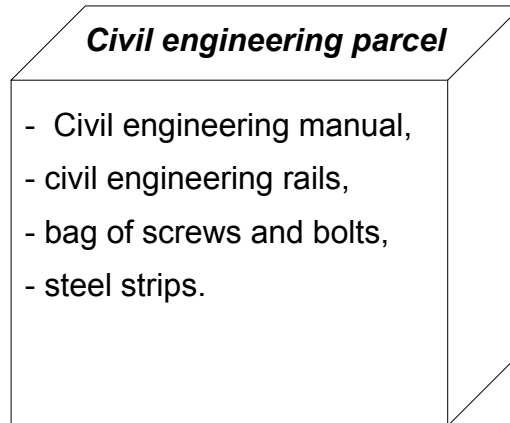 Civil engineering parcel
- Civil engineering manual,
- civil engineering rails,
- bag of screws and bolts,
- steel strips.